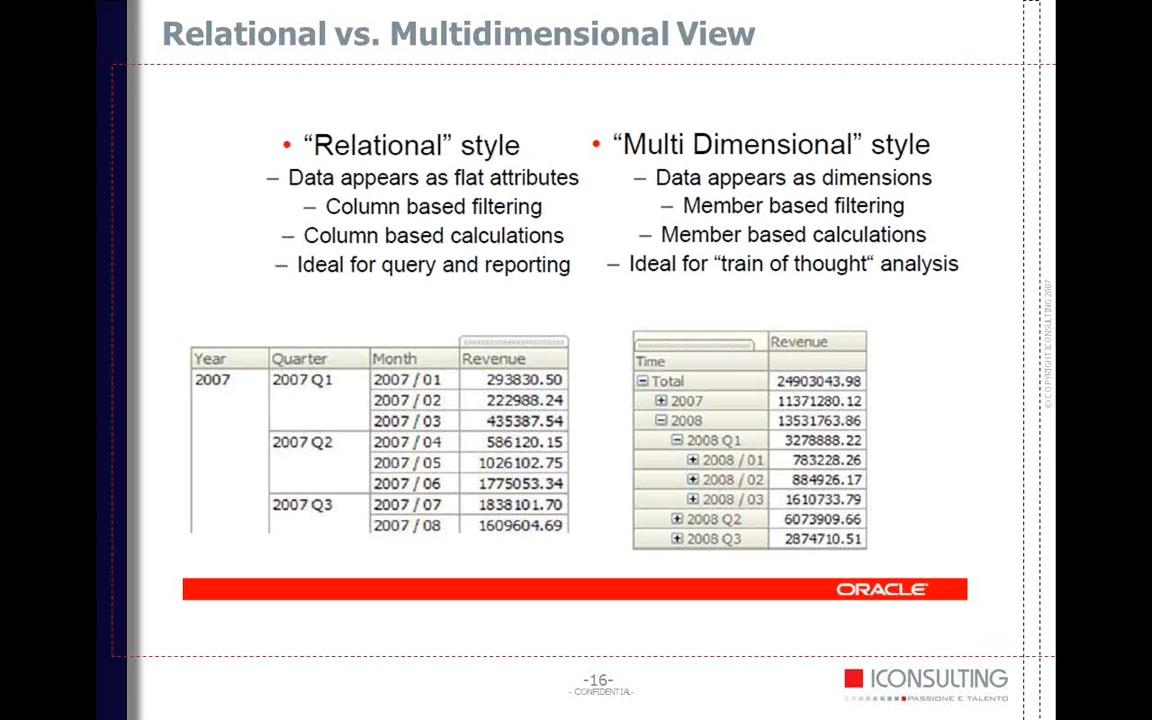 Relational vs. Multidimensional View
• “Relational” style
– Data appears as flat attributes
– Column based filtering
– Column based calculations
– Ideal for query and reporting
• “Multi Dimensional” style
– Data appears as dimensions
– Member based filtering
– Member based calculations
– Ideal for “train of thought“ analysis
Year Quarter Month Revenue
2007 2007 Q1 2007 / 01 293830.50
2007 / 02 222988.24
2007 / 03 435387.54
2007 Q2 2007 / 04 586120.15
2007 / 05 1026102.75
2007 / 06 1775053.34
2007 Q3 2007 / 07 1838101.70
2007 / 08 1609604.69
Revenue
Time
Total 24903043.98
2007 11371280.12
2008 13531763.86
2008 Q1 3278888.22
2008 / 01 783228.26
2008 / 02 884926.17
2008 / 03 1610733.79
2008 Q2 6073909.66
2008 Q3 2874710.51
ORACLE
© COPYRIGHT ICONSULTING 2007
-16-
- CONFIDENTIAL-
ICONSULTING
PASSIONE E TALENTO